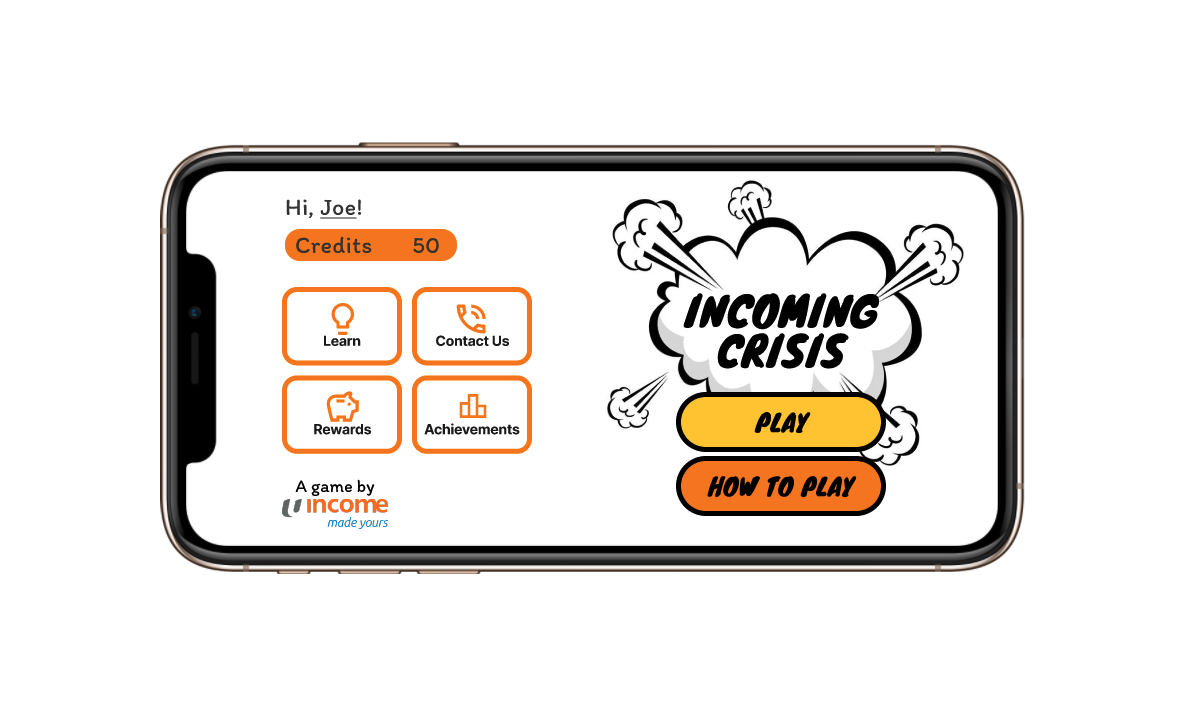 Hi, Joe!
Credits 50
Learn
Contact Us
Rewards
Achievements
A game by
income
made yours
INCOMING
CRISIS
PLAY
HOW TO PLAY